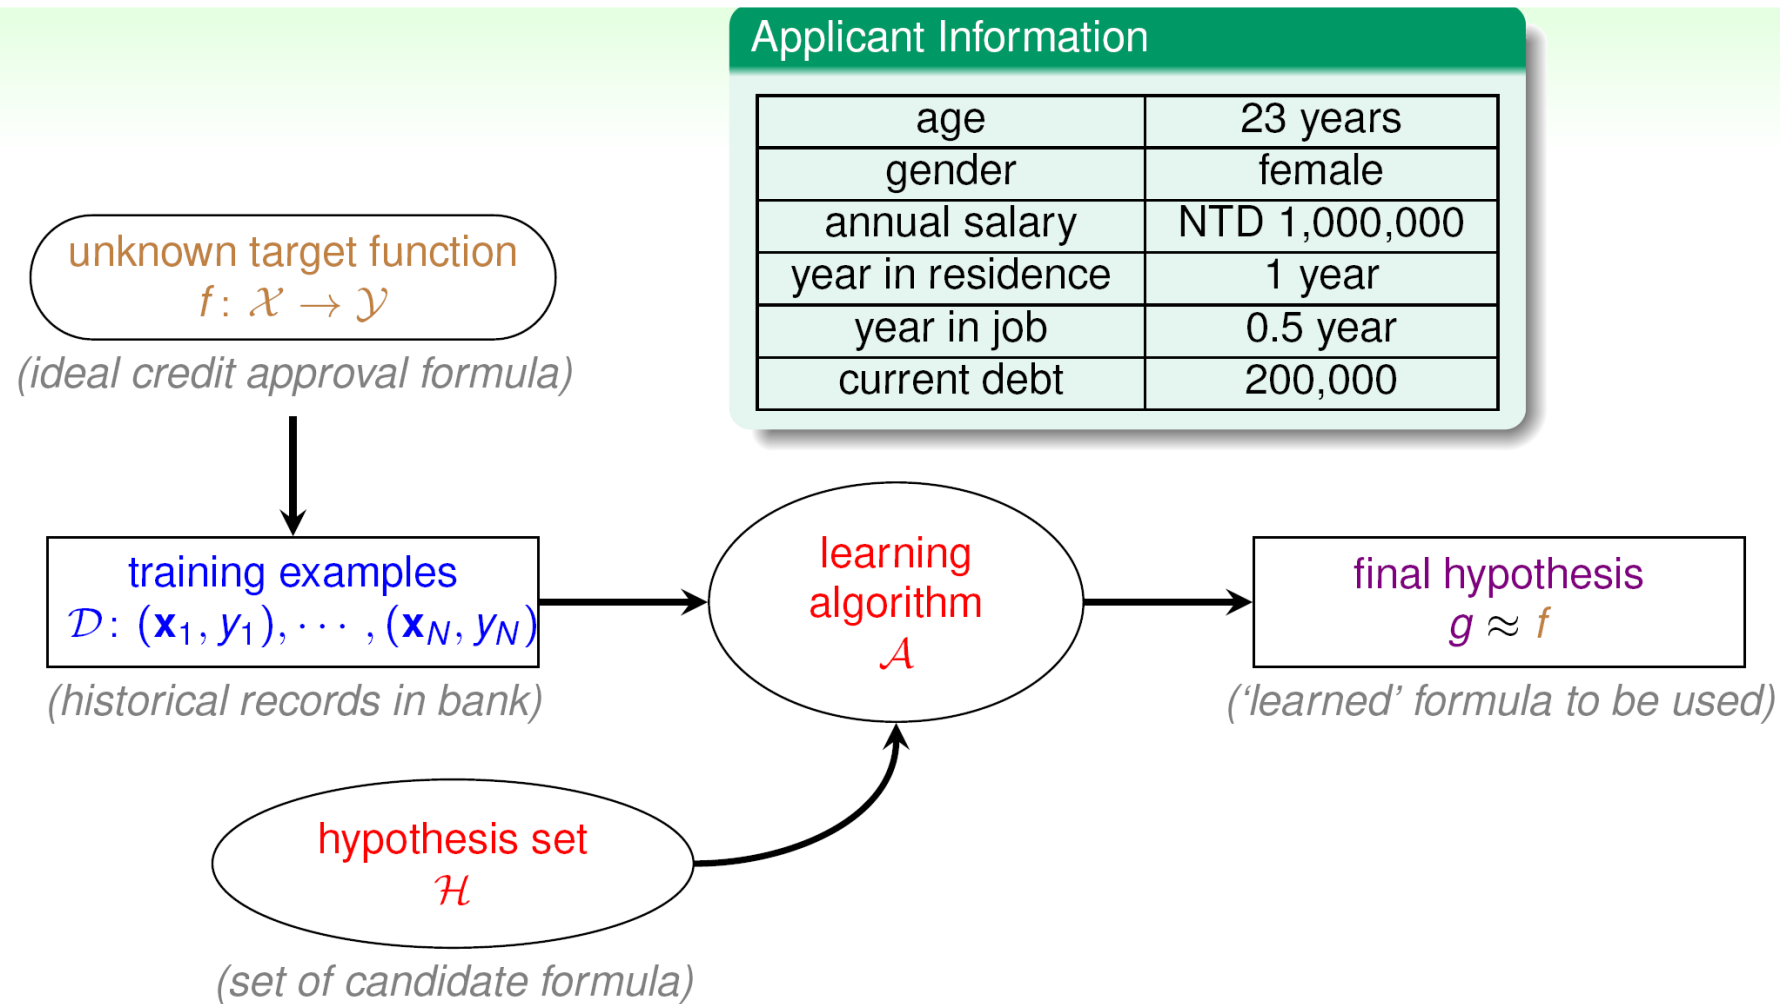 Applicant Information
age 23 years
gender female
annual salary NTD 1,000,000
year in residence 1 year
year in job 0.5 year
current debt 200,000
unknown target function
f: 𝒳 → 𝒴
(ideal credit approval formula)
training examples
𝒟: (𝐱₁, y₁), ⋯ , (𝐱_N, y_N)
(historical records in bank)
learning
algorithm
𝒜
final hypothesis
g ≈ f
(‘learned’ formula to be used)
hypothesis set
ℋ
(set of candidate formula)